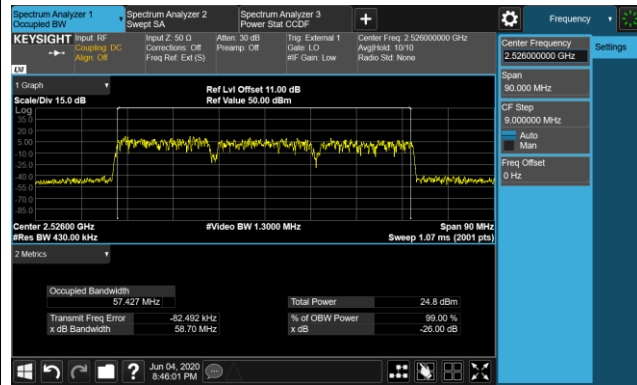 Spectrum Analyzer 1
Occupied BW
Spectrum Analyzer 2
Swept SA
Spectrum Analyzer 3
Power Stat CCDF
Frequency
KEYSIGHT
Input: RF
Coupling: DC
Align: Off
Input Z: 50 Ω
Corrections: Off
Freq Ref: Ext (S)
Atten: 30 dB
Preamp: Off
Trig: External 1
Gate: LO
#IF Gain: Low
Center Freq: 2.526000000 GHz
Avg|Hold: 10/10
Radio Std: None
LXI
Center Frequency
2.526000000 GHz
Settings
Span
90.000 MHz
CF Step
9.000000 MHz
Auto
Man
Freq Offset
0 Hz
1 Graph
Scale/Div 15.0 dB
Ref Lvl Offset 11.00 dB
Ref Value 50.00 dBm
Log
35.0
20.0
5.00
-10.0
-25.0
-40.0
-55.0
-70.0
-85.0
Center 2.52600 GHz
#Res BW 430.00 kHz
#Video BW 1.3000 MHz
Span 90 MHz
Sweep 1.07 ms (2001 pts)
2 Metrics
Occupied Bandwidth
57.427 MHz
Total Power
24.8 dBm
Transmit Freq Error
-82.492 kHz
% of OBW Power
99.00 %
x dB Bandwidth
58.70 MHz
x dB
-26.00 dB
?
Jun 04, 2020
8:46:01 PM